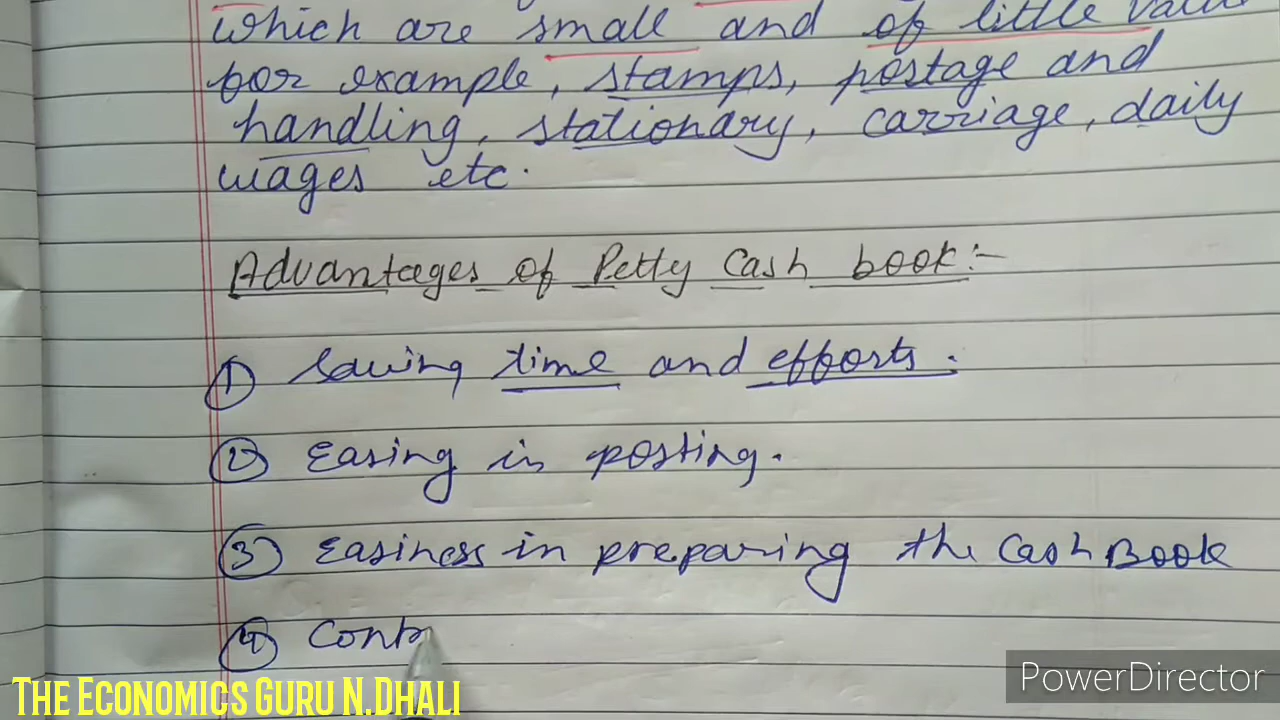 which are small and of little value
for example, stamps, postage and
handling, stationary, carriage, daily
wages etc.
Advantages of Petty Cash book:-
① Saving time and efforts.
② Easing in posting.
③ Easiness in preparing the Cash Book
④ Contr
PowerDirector
THE ECONOMICS GURU N.DHALI